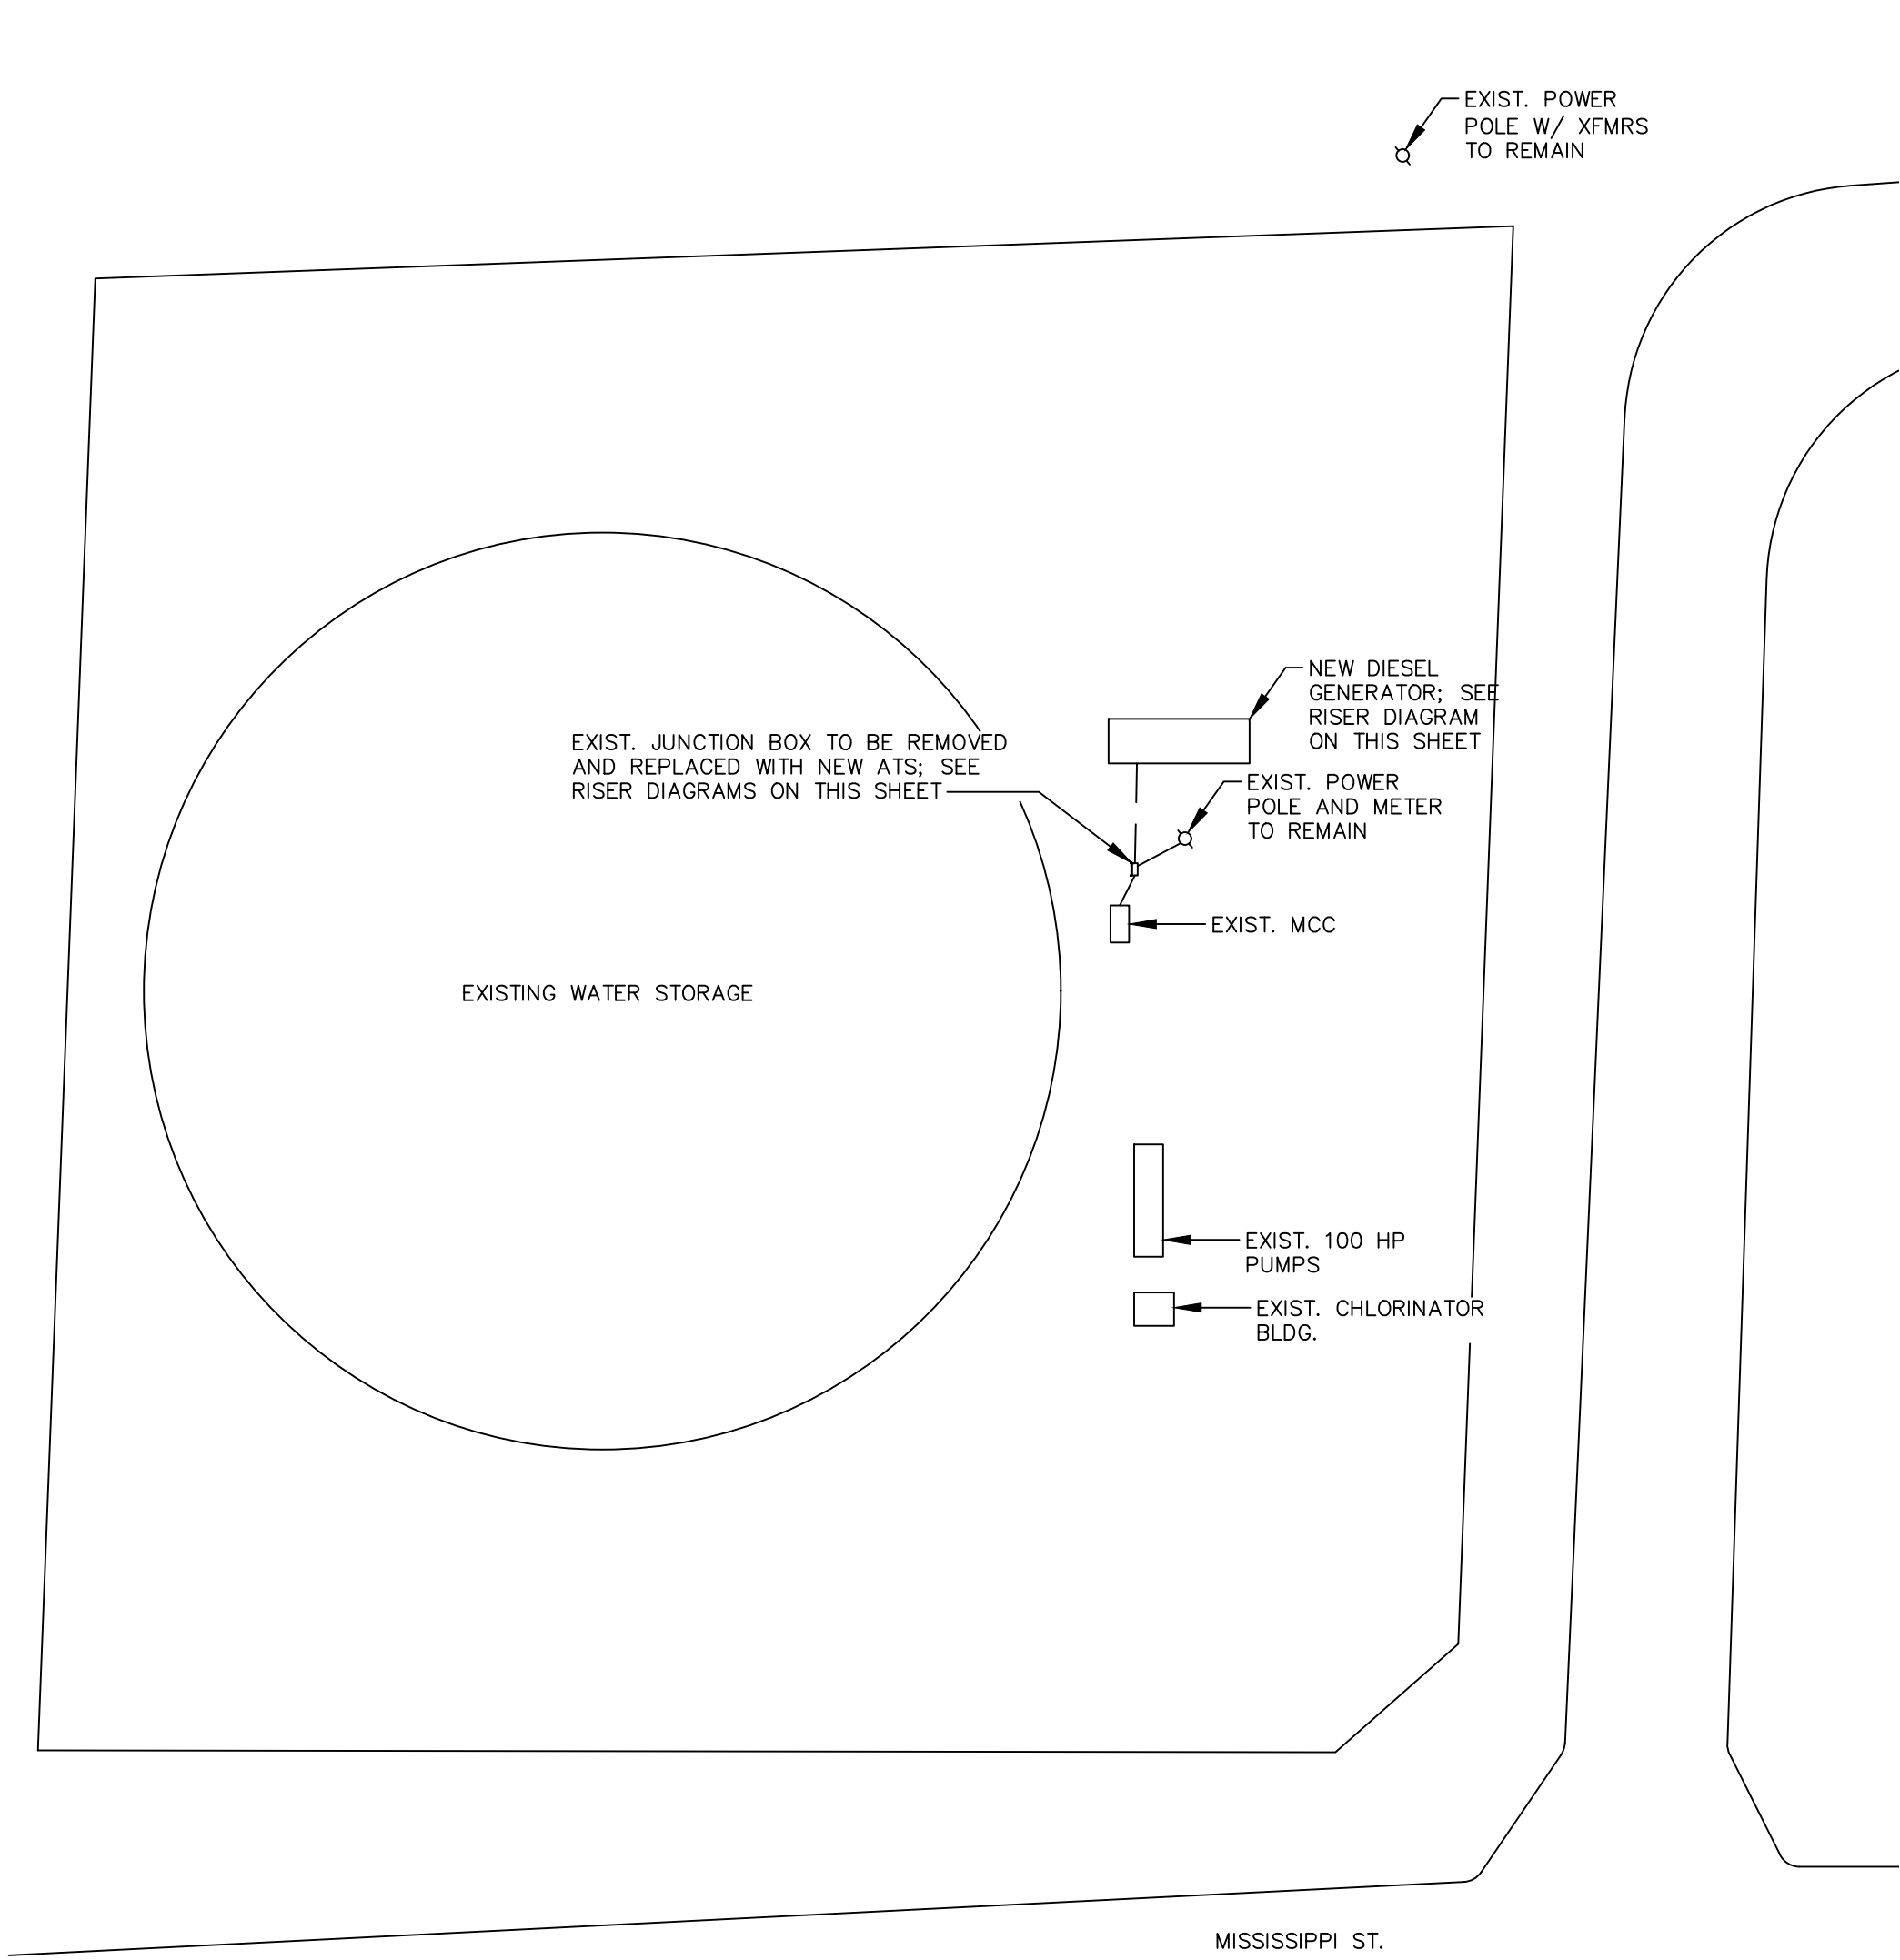 EXIST. POWER
POLE W/ XFMRS
TO REMAIN
NEW DIESEL
GENERATOR; SEE
RISER DIAGRAM
ON THIS SHEET
EXIST. JUNCTION BOX TO BE REMOVED
AND REPLACED WITH NEW ATS; SEE
RISER DIAGRAMS ON THIS SHEET
EXIST. POWER
POLE AND METER
TO REMAIN
EXIST. MCC
EXISTING WATER STORAGE
EXIST. 100 HP
PUMPS
EXIST. CHLORINATOR
BLDG.
MISSISSIPPI ST.